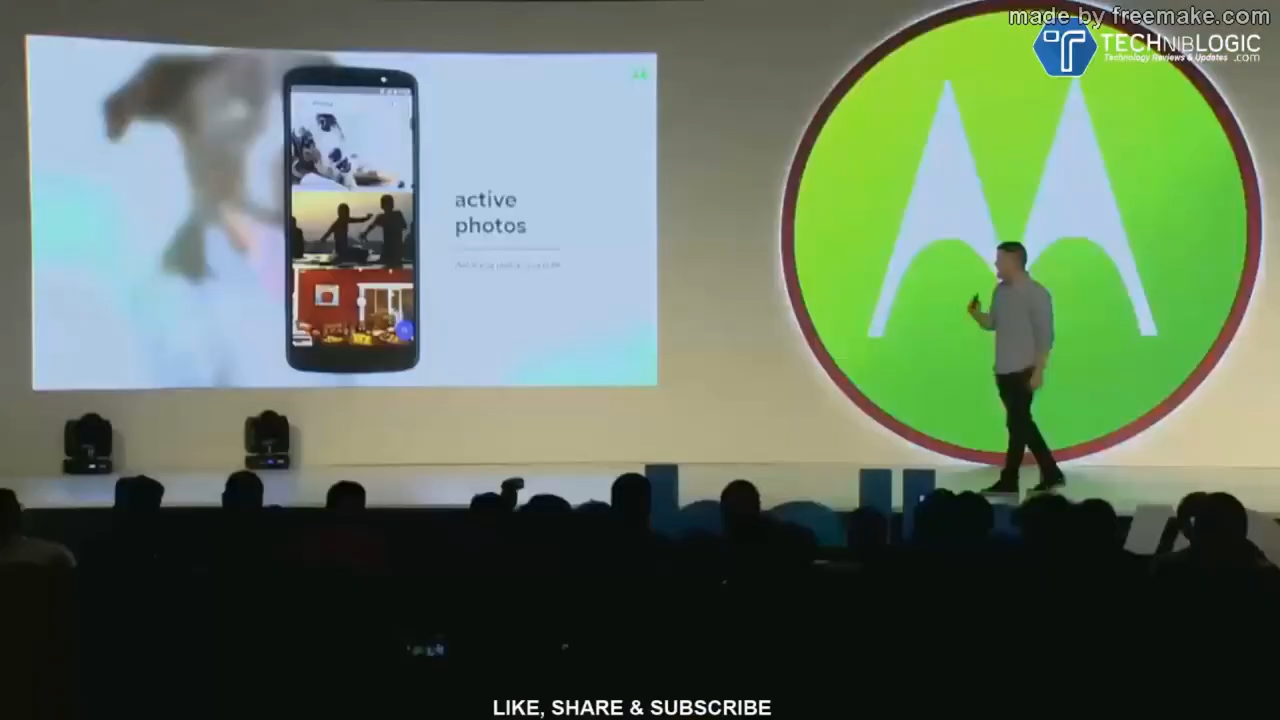 made by freemake.com
TECHNIBLOGIC
Technology Reviews & Updates .com
active
photos
LIKE, SHARE & SUBSCRIBE